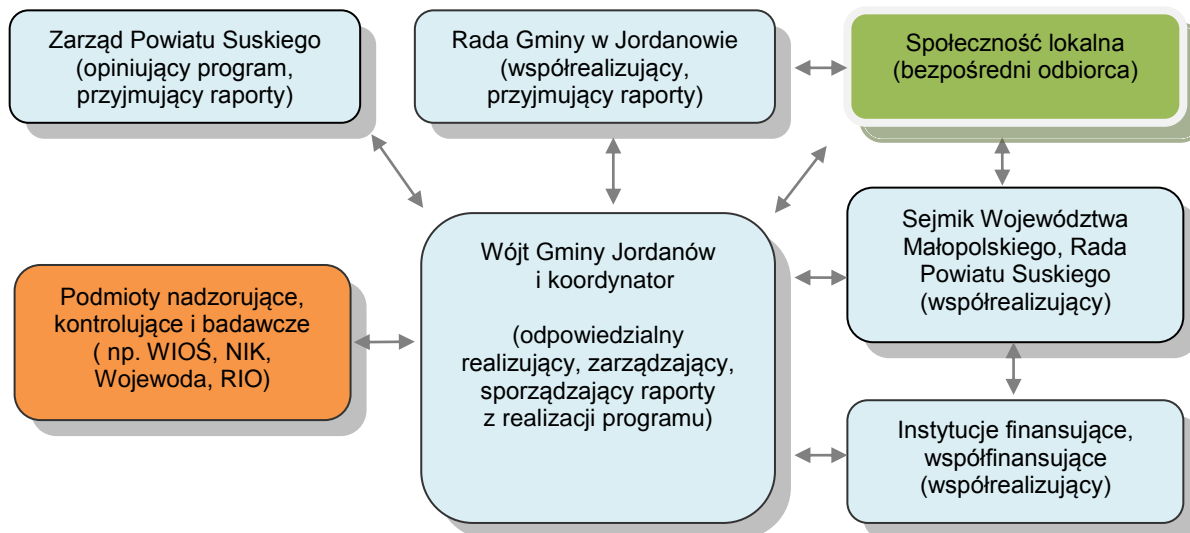 Zarząd Powiatu Suskiego
(opiniujący program,
przyjmujący raporty)
Rada Gminy w Jordanowie
(współrealizujący,
przyjmujący raporty)
Społeczność lokalna
(bezpośredni odbiorca)
Podmioty nadzorujące,
kontrolujące i badawcze
( np. WIOŚ, NIK,
Wojewoda, RIO)
Wójt Gminy Jordanów
i koordynator
(odpowiedzialny
realizujący, zarządzający,
sporządzający raporty
z realizacji programu)
Sejmik Województwa
Małopolskiego, Rada
Powiatu Suskiego
(współrealizujący)
Instytucje finansujące,
współfinansujące
(współrealizujący)